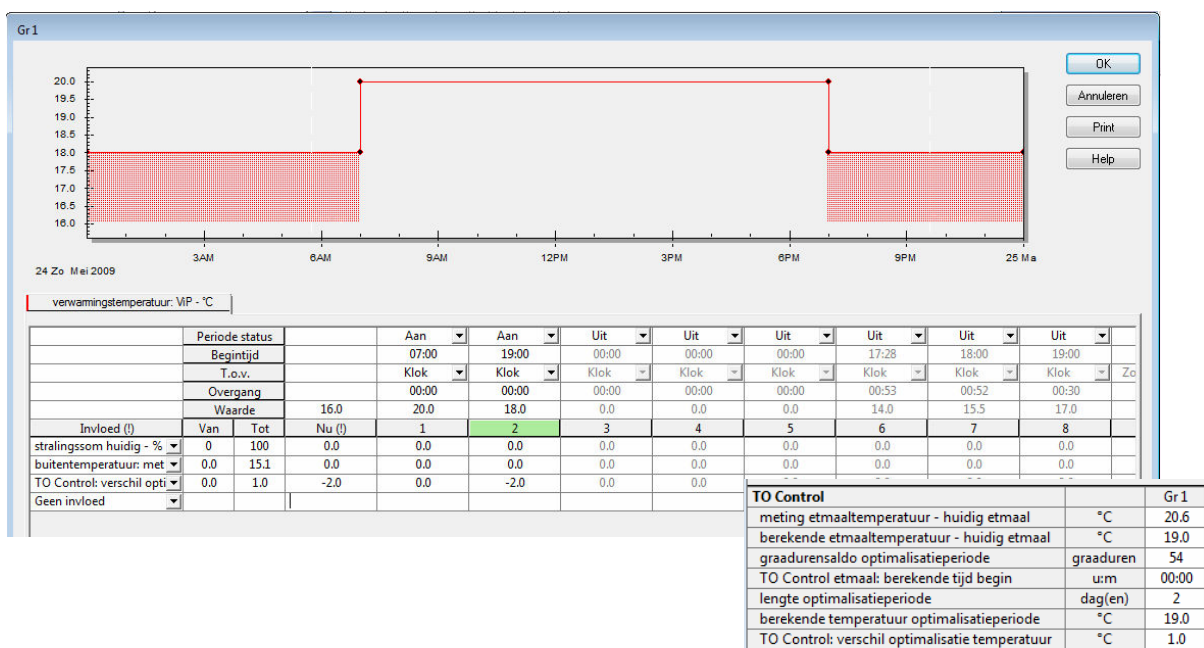 Gr 1
OK
Annuleren
Print
Help
20.0
19.5
19.0
18.5
18.0
17.5
17.0
16.5
16.0
3AM 6AM 9AM 12PM 3PM 6PM 9PM 25 Ma
24 Zo Mei 2009
verwarmingstemperatuur: ViP - °C
Periode status Aan Aan Uit Uit Uit Uit Uit Uit
Begintijd 07:00 19:00 00:00 00:00 00:00 17:28 18:00 19:00
T.o.v. Klok Klok Klok Klok Klok Klok Klok Klok Zo
Overgang 00:00 00:00 00:00 00:00 00:00 00:53 00:52 00:30
Waarde 16.0 20.0 18.0 0.0 0.0 0.0 14.0 15.5 17.0
Invloed (!) Van Tot Nu (!) 1 2 3 4 5 6 7 8
stralingssom huidig - % 0 100 0.0 0.0 0.0 0.0 0.0 0.0 0.0 0.0 0.0
buitentemperatuur: met 0.0 15.1 0.0 0.0 0.0 0.0 0.0 0.0 0.0 0.0 0.0
TO Control: verschil opti 0.0 1.0 -2.0 0.0 -2.0 0.0 0.0
Geen invloed
TO Control Gr 1
meting etmaaltemperatuur - huidig etmaal °C 20.6
berekende etmaaltemperatuur - huidig etmaal °C 19.0
graadurensaldo optimalisatieperiode graaduren 54
TO Control etmaal: berekende tijd begin u:m 00:00
lengte optimalisatieperiode dag(en) 2
berekende temperatuur optimalisatieperiode °C 19.0
TO Control: verschil optimalisatie temperatuur °C 1.0